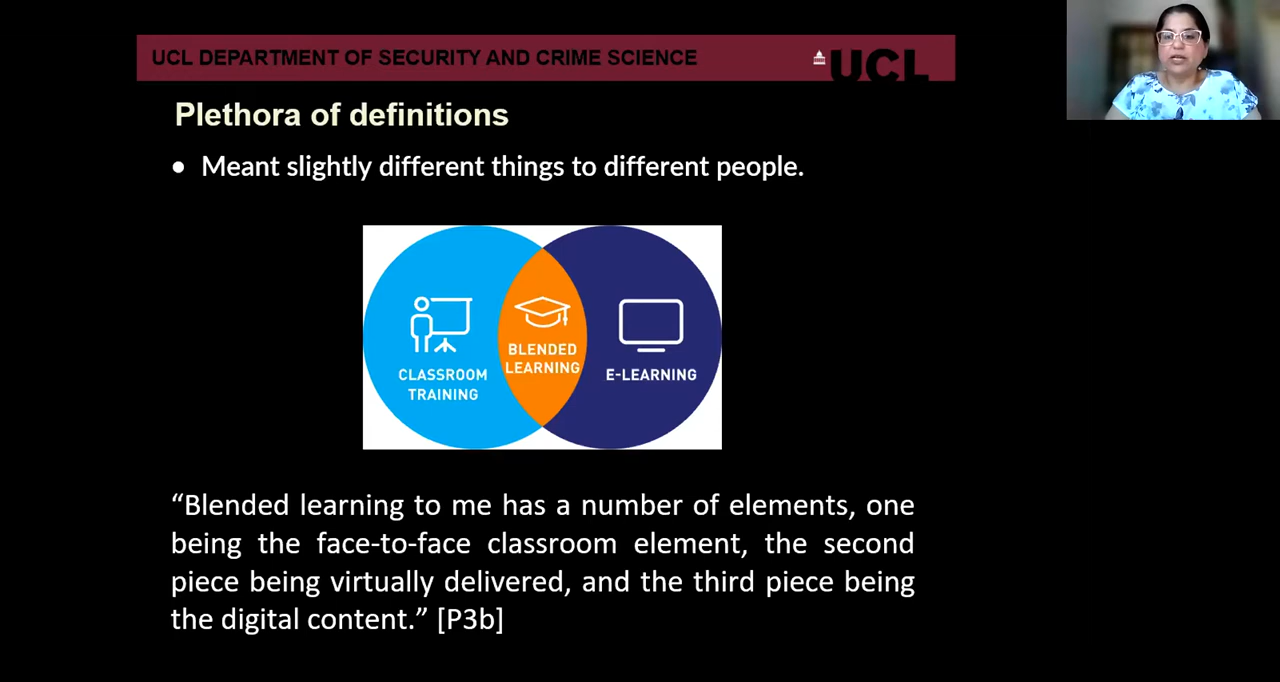 UCL DEPARTMENT OF SECURITY AND CRIME SCIENCE
UCL
Plethora of definitions
• Meant slightly different things to different people.
CLASSROOM
TRAINING
BLENDED
LEARNING
E-LEARNING
“Blended learning to me has a number of elements, one
being the face-to-face classroom element, the second
piece being virtually delivered, and the third piece being
the digital content.” [P3b]